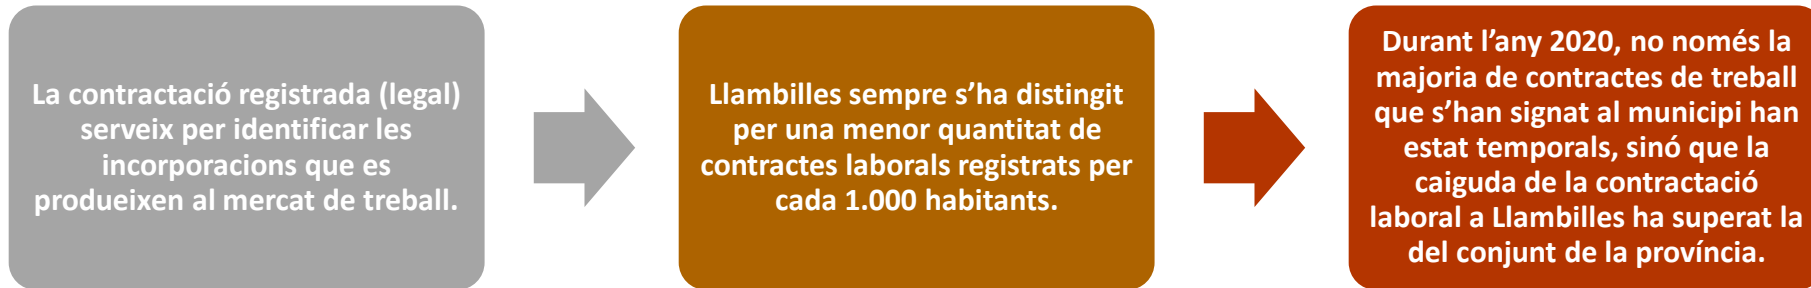 La contractació registrada (legal)
serveix per identificar les
incorporacions que es
produeixen al mercat de treball.
Llambilles sempre s’ha distingit
per una menor quantitat de
contractes laborals registrats per
cada 1.000 habitants.
Durant l’any 2020, no només la
majoria de contractes de treball
que s’han signat al municipi han
estat temporals, sinó que la
caiguda de la contractació
laboral a Llambilles ha superat la
del conjunt de la província.